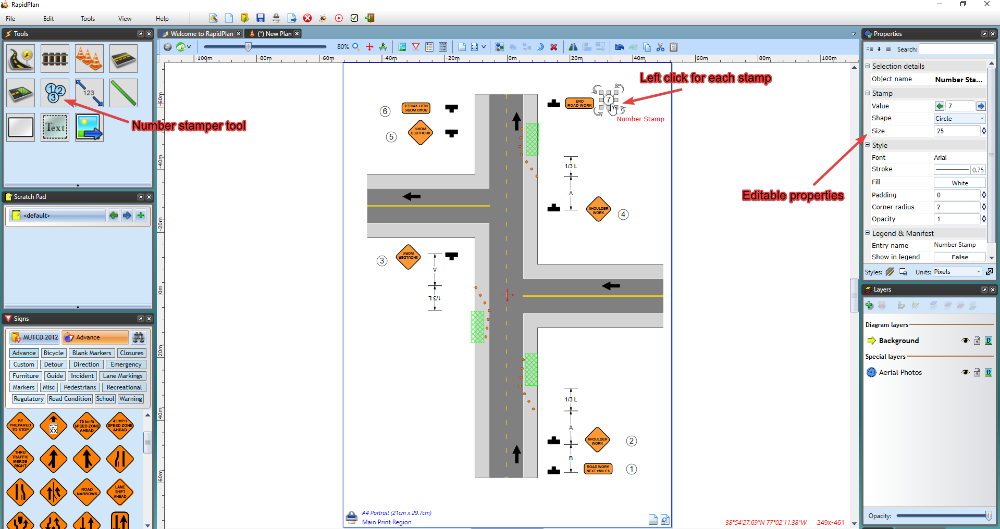 RapidPlan
File Edit Tools View Help
Tools
Number stamper tool
123
1 2 3
Text
Scratch Pad
<default>
Signs
MUTCD 2012 Advance
Advance Bicycle Blank Markers Closures
Custom Detour Direction Emergency
Furniture Guide Incident Lane Markings
Markers Misc Pedestrians Recreational
Regulatory Road Condition School Warning
BE PREPARED TO STOP
XX
70 km/h SPEED ZONE AHEAD
45 MPH SPEED ZONE AHEAD
THRU TRAFFIC MERGE RIGHT
ROAD NARROWS
LANE SHIFT AHEAD
Welcome to RapidPlan (*) New Plan
80%
-100m -80m -60m -40m -20m 0m 20m 40m 60m 80m 100m
-60m
-40m
-20m
0m
20m
40m
60m
6
ROAD WORK
NEXT xMILE8
5
SHOULDER
WORK
END
ROAD WORK
7
Number Stamp
Left click for each stamp
1/3 L
A
SHOULDER
WORK
4
3
SHOULDER
WORK
A
1/3 L
1/3 L
A
SHOULDER
WORK
2
B
ROAD WORK
NEXT xMILE8
1
A4 Portrait (21cm x 29.7cm)
Main Print Region
38°54'27.69"N 77°02'11.38"W 249x-461
Editable properties
Properties
Search:
Selection details
Object name Number Sta...
Stamp
Value 7
Shape Circle
Size 25
Style
Font Arial
Stroke 0.75
Fill White
Padding 0
Corner radius 2
Opacity 1
Legend & Manifest
Entry name Number Stamp
Show in legend False
Styles: Units: Pixels
Layers
Diagram layers
Background
Special layers
Aerial Photos
Opacity: